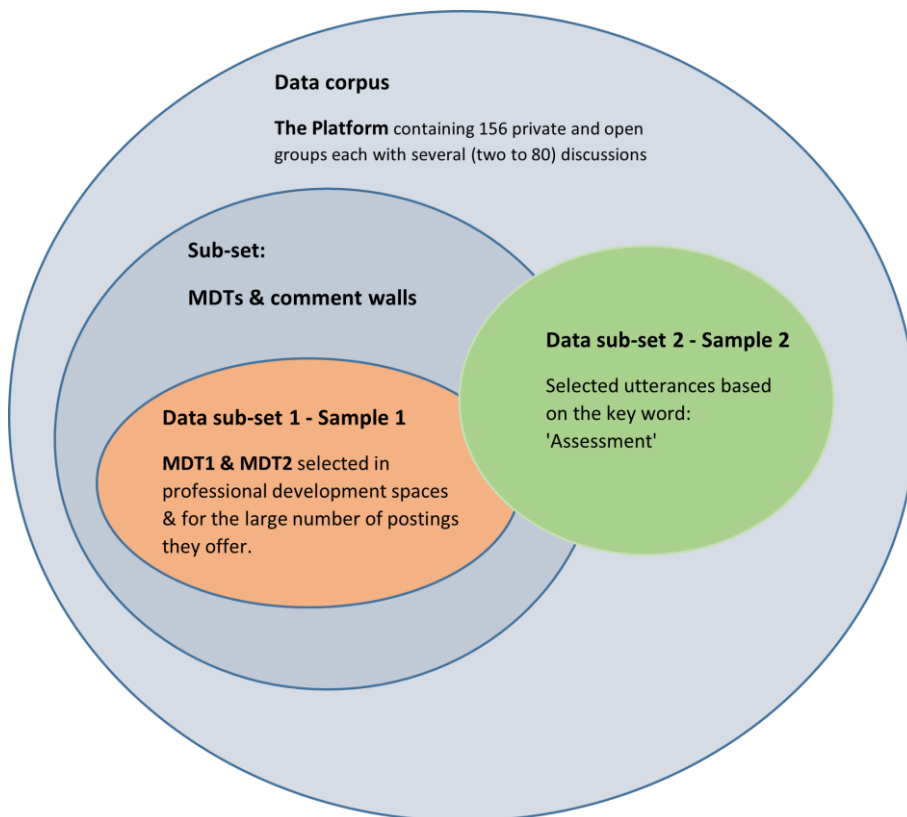 Data corpus
The Platform containing 156 private and open
groups each with several (two to 80) discussions
Sub-set:
MDTs & comment walls
Data sub-set 1 - Sample 1
MDT1 & MDT2 selected in
professional development spaces
& for the large number of postings
they offer.
Data sub-set 2 - Sample 2
Selected utterances based
on the key word:
'Assessment'